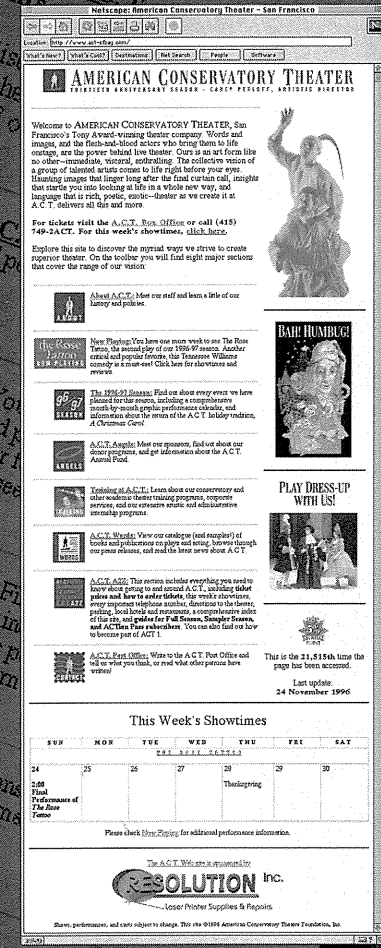 Netscape: American Conservatory Theater - San Francisco
Location: http://www.act-sfbay.com/
What's New? What's Cool? Destinations Net Search People Software
AMERICAN CONSERVATORY THEATER
THIRTIETH ANNIVERSARY SEASON - CAREY PERLOFF, ARTISTIC DIRECTOR
Welcome to AMERICAN CONSERVATORY THEATER, San
Francisco's Tony Award-winning theater company. Words and
images, and the flesh-and-blood actors who bring them to life
onstage, are the power behind live theater. Ours is an art form like
no other--immediate, visceral, enthralling. The collective vision of
a group of talented artists comes to life right before your eyes.
Haunting images that linger long after the final curtain call, insights
that startle you into looking at life in a whole new way, and
language that is rich, poetic, exotic--theater as we create it at
A.C.T. delivers all this and more.
For tickets visit the A.C.T. Box Office or call (415)
749-2ACT. For this week's showtimes, click here.
Explore this site to discover the myriad ways we strive to create
superior theater. On the toolbar you will find eight major sections
that cover the range of our vision:
ABOUT
About A.C.T.: Meet our staff and learn a little of our
history and policies.
the Rose Tattoo
NOW PLAYING
Now Playing: You have one more week to see The Rose
Tattoo, the second play of our 1996-97 season. Another
critical and popular favorite, this Tennessee Williams
comedy is a must-see! Click here for showtimes and
reviews.
96 97
SEASON
The 1996-97 Season: Find out about every event we have
planned for this season, including a comprehensive
month-by-month graphic performance calendar, and
information about the return of the A.C.T. holiday tradition,
A Christmas Carol.
ANGELS
A.C.T. Angels: Meet our sponsors, find out about our
donor programs, and get information about the A.C.T.
Annual Fund.
TRAINING
Training at A.C.T.: Learn about our conservatory and
other academic theater training programs, corporate
services, and our extensive artistic and administrative
internship programs.
WORDS
A.C.T. Words: View our catalogue (and samples!) of
books and publications on plays and acting, browse through
our press releases, and read the latest news about A.C.T.
A.C.T. A2Z: This section includes everything you need to
know about getting to and around A.C.T., including ticket
prices and how to order tickets, this week's showtimes,
every important telephone number, directions to the theater,
parking, local hotels and restaurants, a comprehensive index
of this site, and guides for Full Season, Sampler Season,
and ACTion Pass subscribers. You can also find out how
to become part of ACT 1.
CONTACT
A.C.T. Post Office: Write to the A.C.T. Post Office and
tell us what you think, or read what other patrons have
written!
BAH! HUMBUG!
PLAY DRESS-UP
WITH US!
This is the 21,815th time the
page has been accessed.
Last update:
24 November 1996
This Week's Showtimes
SUN MON TUE WED THU FRI SAT
THE ROSE TATTOO
24 25 26 27 28 29 30
2:00
Final
Performance of
The Rose
Tattoo
Thanksgiving
Please check Now Playing for additional performance information.
The A.C.T. Web site is sponsored by
RESOLUTION Inc.
Laser Printer Supplies & Repairs
Shows, performances, and casts subject to change. This site ©1996 American Conservatory Theatre Foundation, Inc.